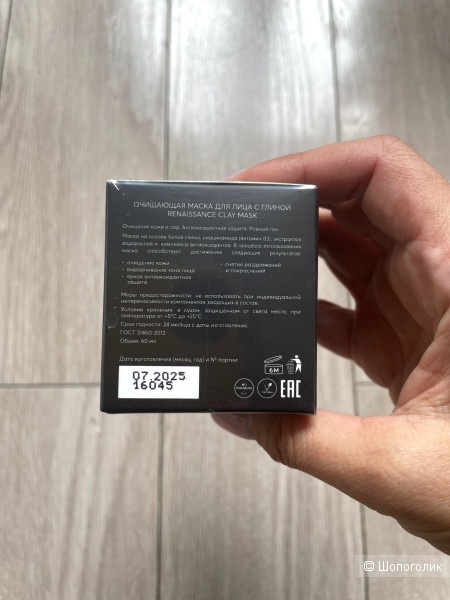 ОЧИЩАЮЩАЯ МАСКА ДЛЯ ЛИЦА С ГЛИНОЙ
RENAISSANCE CLAY MASK
Очищение кожи и пор. Антиоксидантная защита. Ровный тон.
Маска на основе белой глины, ниацинамида (витамин B3), экстрактов
водорослей и комплекса антиоксидантов. В процессе использования
маска способствует достижению следующих результатов:
- очищение кожи
- выравнивание тона лица
- яркая антиоксидантная
защита
- снятие раздражений
и покраснений
Меры предосторожности: не использовать при индивидуальной
непереносимости компонентов, входящих в состав.
Условия хранения: в сухом, защищенном от света месте, при
температуре от +5°C до +25°C
Срок годности: 24 месяца с даты изготовления.
ГОСТ 31460-2012
Объем: 60 мл
Дата изготовления (месяц, год) и № партии
07.2025
16045
6M
EAC
© Шопоголик